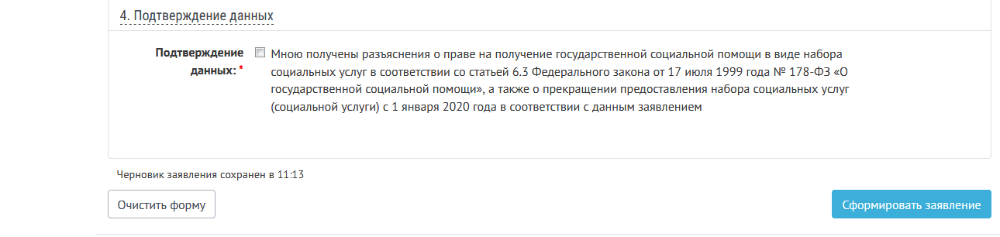 4. Подтверждение данных
Подтверждение данных: *
Мною получены разъяснения о праве на получение государственной социальной помощи в виде набора
социальных услуг в соответствии со статьей 6.3 Федерального закона от 17 июля 1999 года № 178-ФЗ «О
государственной социальной помощи», а также о прекращении предоставления набора социальных услуг
(социальной услуги) с 1 января 2020 года в соответствии с данным заявлением
Черновик заявления сохранен в 11:13
Очистить форму
Сформировать заявление